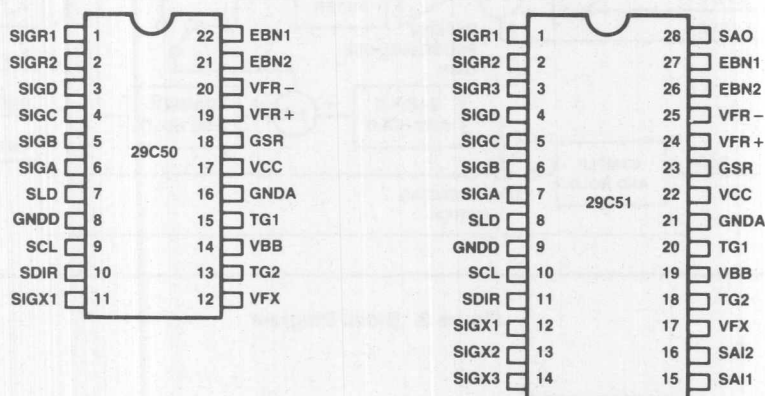 SIGR1 1 22 EBN1
SIGR2 2 21 EBN2
SIGD 3 20 VFR−
SIGC 4 19 VFR+
SIGB 5 18 GSR
SIGA 6 17 VCC
SLD 7 16 GNDA
GNDD 8 15 TG1
SCL 9 14 VBB
SDIR 10 13 TG2
SIGX1 11 12 VFX
29C50
SIGR1 1 28 SAO
SIGR2 2 27 EBN1
SIGR3 3 26 EBN2
SIGD 4 25 VFR−
SIGC 5 24 VFR+
SIGB 6 23 GSR
SIGA 7 22 VCC
SLD 8 21 GNDA
GNDD 9 20 TG1
SCL 10 19 VBB
SDIR 11 18 TG2
SIGX1 12 17 VFX
SIGX2 13 16 SAI2
SIGX3 14 15 SAI1
29C51